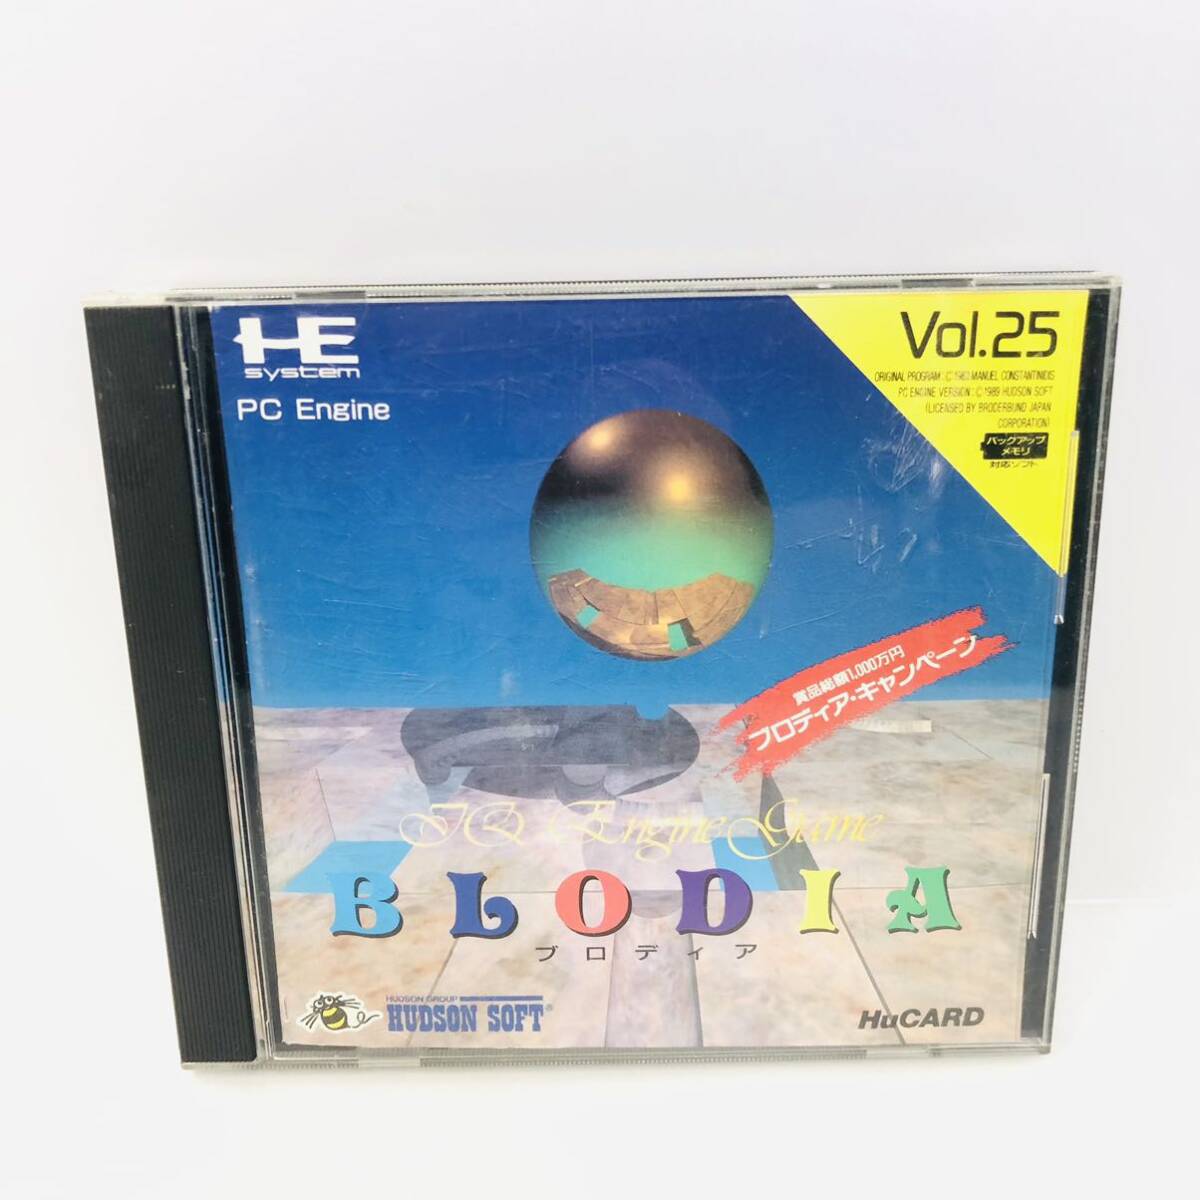 HE
system
PC Engine
Vol.25
ORIGINAL PROGRAM : C 1983 MANUEL CONSTANTINIDIS
PC ENGINE VERSION : C 1989 HUDSON SOFT
(LICENSED BY BRODERBUND JAPAN
CORPORATION)
バックアップ
メモリ
対応ソフト
賞品総額1,000万円
ブロディア・キャンペーン
IQ Engine Game
BLODIA
ブロディア
HUDSON GROUP
HUDSON SOFT®
HuCARD